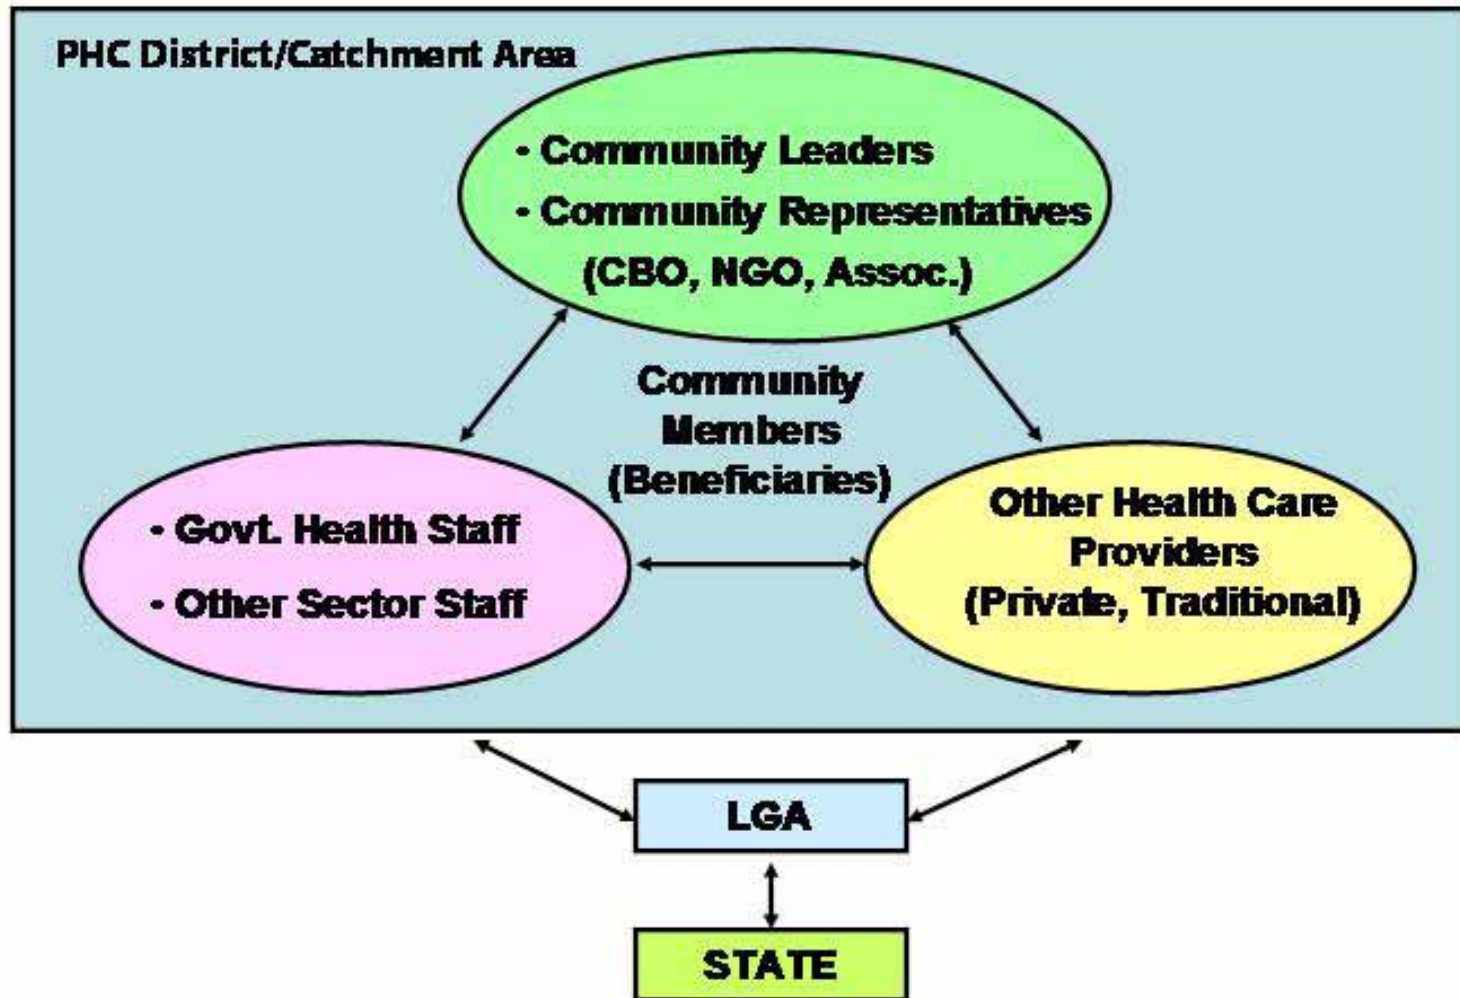 PHC District/Catchment Area
• Community Leaders
• Community Representatives
(CBO, NGO, Assoc.)
Community
Members
(Beneficiaries)
• Govt. Health Staff
• Other Sector Staff
Other Health Care
Providers
(Private, Traditional)
LGA
STATE